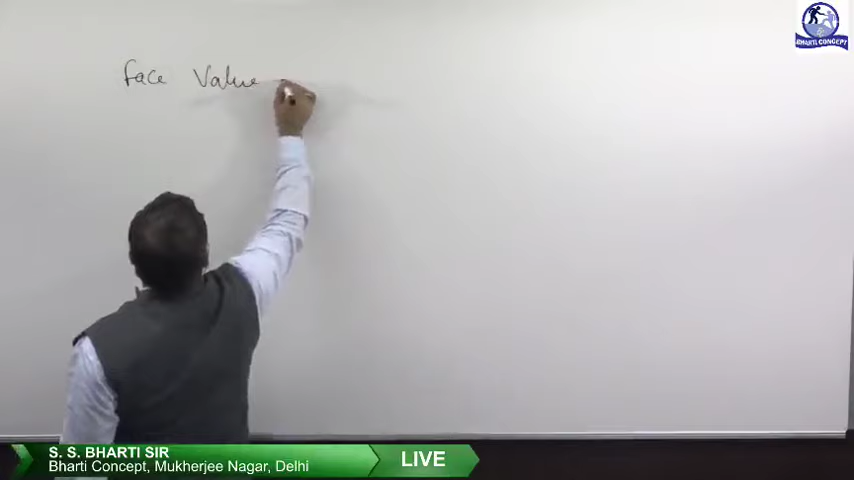 BHARTI CONCEPT
face Value
S. S. BHARTI SIR
Bharti Concept, Mukherjee Nagar, Delhi
LIVE